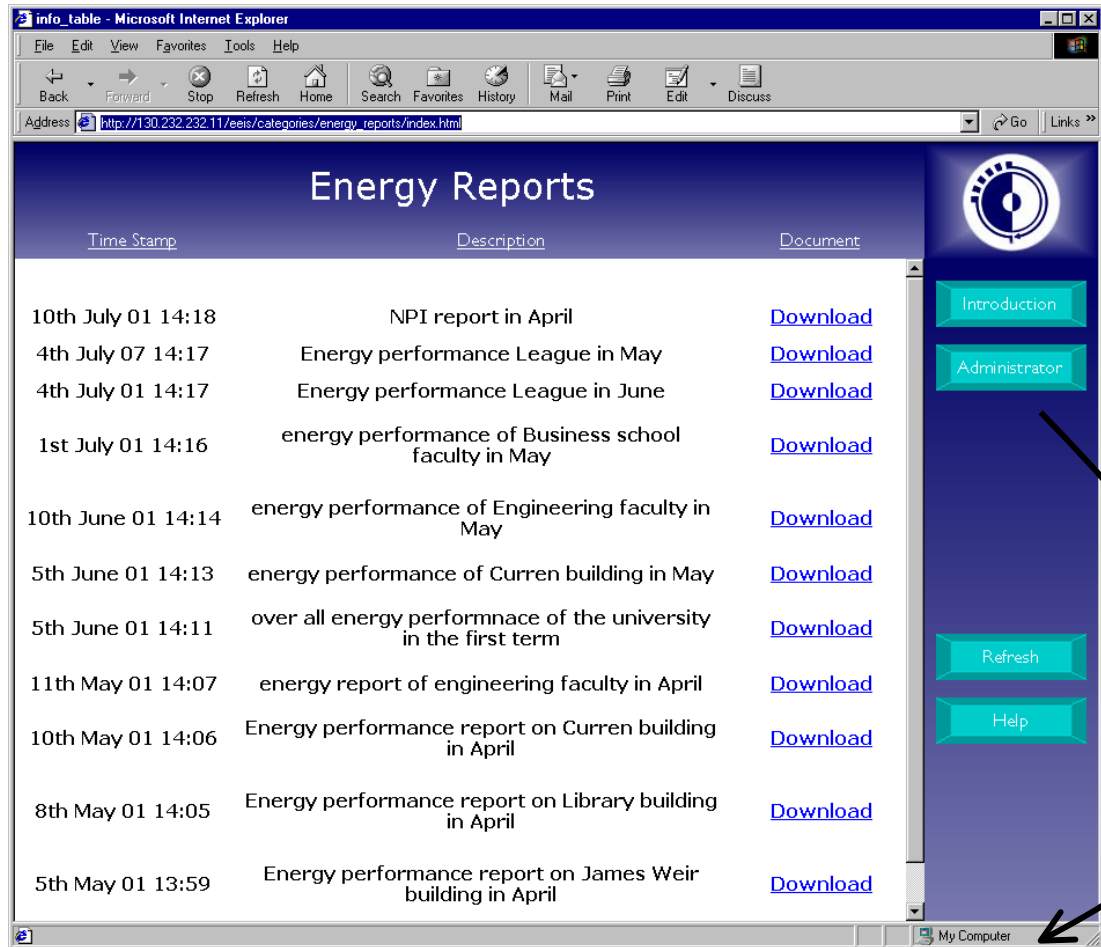 info_table - Microsoft Internet Explorer
File Edit View Favorites Tools Help
Back Forward Stop Refresh Home Search Favorites History Mail Print Edit Discuss
Address http://130.232.232.11/eeis/categories/energy_reports/index.html Go Links »
Energy Reports
Time Stamp Description Document
10th July 01 14:18 NPI report in April Download
4th July 07 14:17 Energy performance League in May Download
4th July 01 14:17 Energy performance League in June Download
1st July 01 14:16 energy performance of Business school
faculty in May Download
10th June 01 14:14 energy performance of Engineering faculty in
May Download
5th June 01 14:13 energy performance of Curren building in May Download
5th June 01 14:11 over all energy performnace of the university
in the first term Download
11th May 01 14:07 energy report of engineering faculty in April Download
10th May 01 14:06 Energy performance report on Curren building
in April Download
8th May 01 14:05 Energy performance report on Library building
in April Download
5th May 01 13:59 Energy performance report on James Weir
building in April Download
Introduction
Administrator
Refresh
Help
My Computer